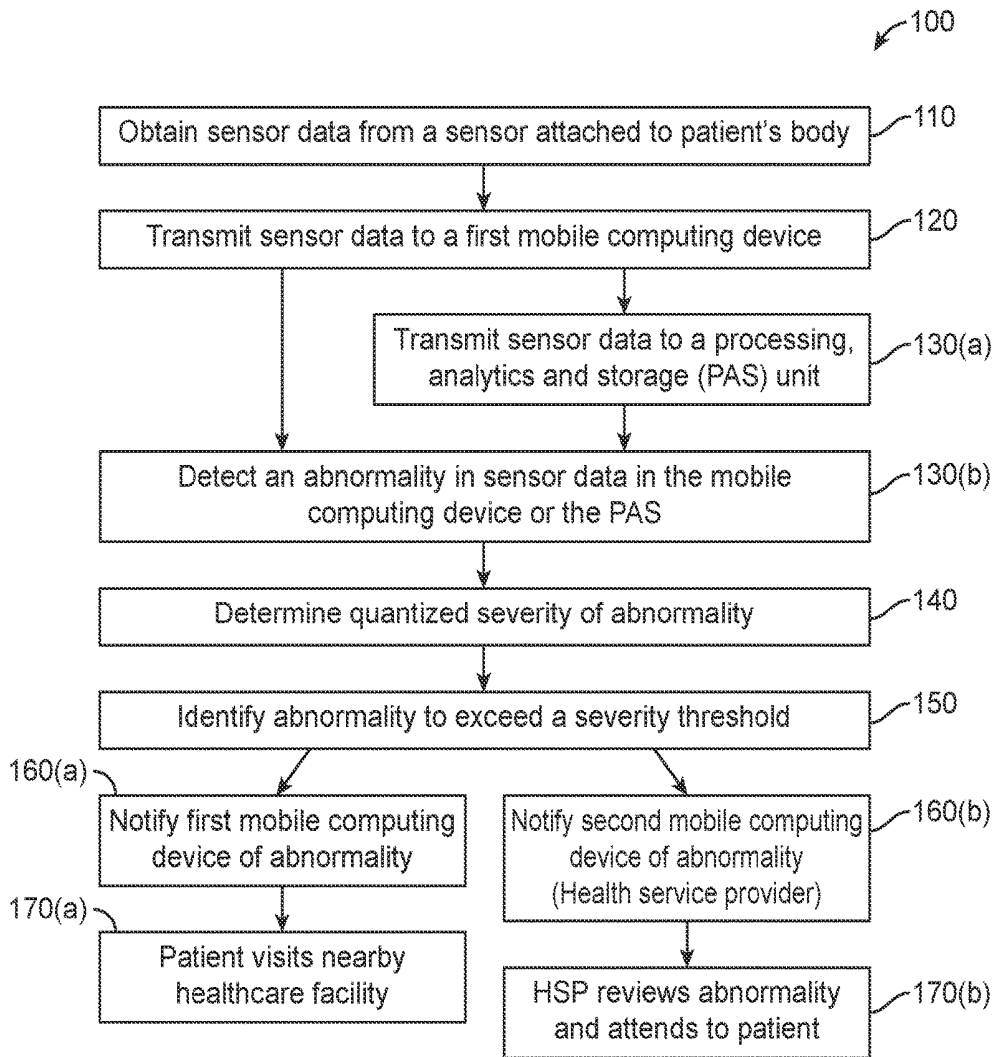 100
Obtain sensor data from a sensor attached to patient's body
110
Transmit sensor data to a first mobile computing device
120
Transmit sensor data to a processing,
analytics and storage (PAS) unit
130(a)
Detect an abnormality in sensor data in the mobile
computing device or the PAS
130(b)
Determine quantized severity of abnormality
140
Identify abnormality to exceed a severity threshold
150
160(a)
Notify first mobile computing
device of abnormality
Notify second mobile computing
device of abnormality
(Health service provider)
160(b)
170(a)
Patient visits nearby
healthcare facility
HSP reviews abnormality
and attends to patient
170(b)